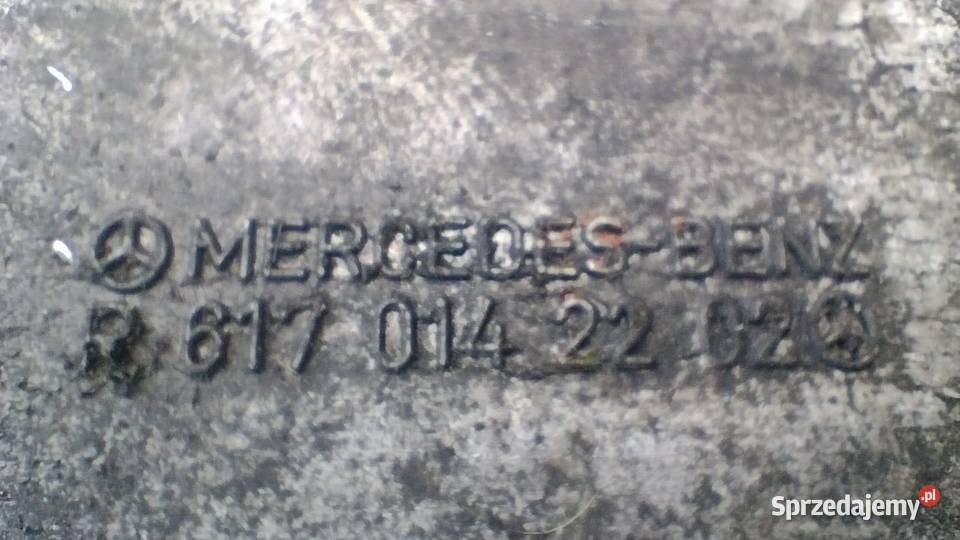 MERCEDES-BENZ
R 617 014 22 02
Sprzedajemy.pl